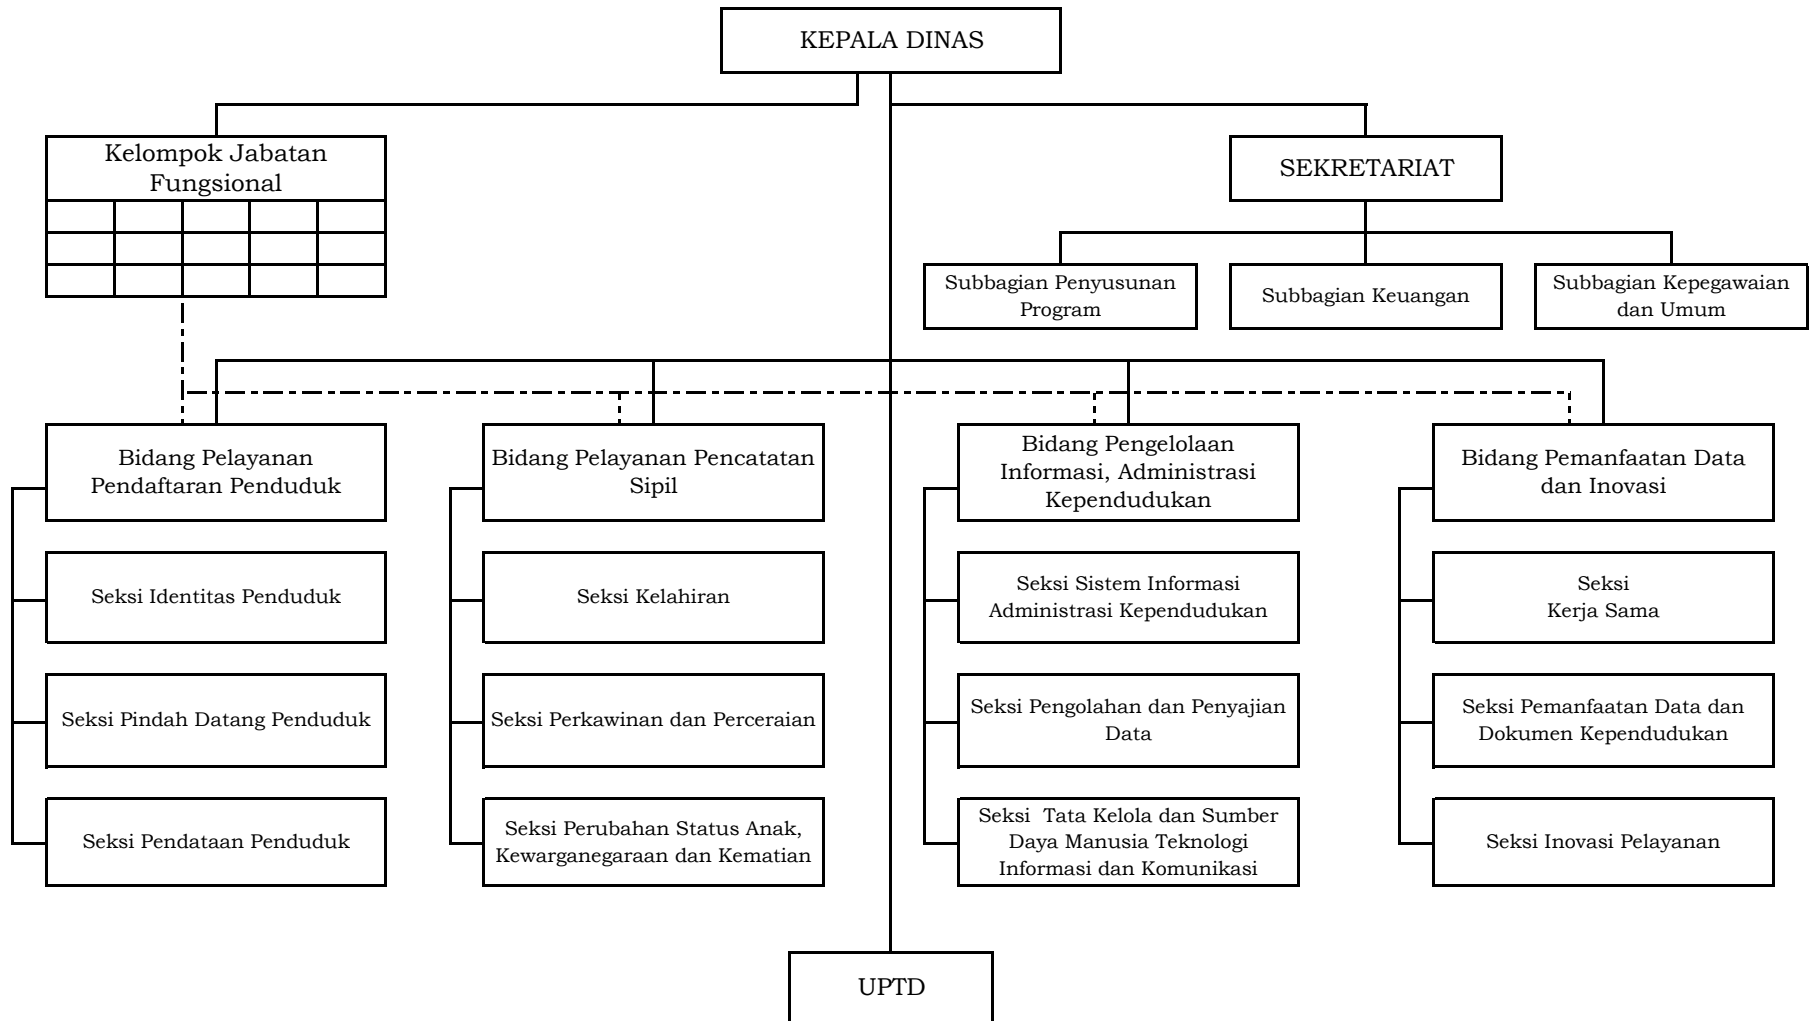 KEPALA DINAS
Kelompok Jabatan
Fungsional
SEKRETARIAT
Subbagian Penyusunan
Program
Subbagian Keuangan
Subbagian Kepegawaian
dan Umum
Bidang Pelayanan
Pendaftaran Penduduk
Bidang Pelayanan Pencatatan
Sipil
Bidang Pengelolaan
Informasi, Administrasi
Kependudukan
Bidang Pemanfaatan Data
dan Inovasi
Seksi Identitas Penduduk
Seksi Kelahiran
Seksi Sistem Informasi
Administrasi Kependudukan
Seksi
Kerja Sama
Seksi Pindah Datang Penduduk
Seksi Perkawinan dan Perceraian
Seksi Pengolahan dan Penyajian
Data
Seksi Pemanfaatan Data dan
Dokumen Kependudukan
Seksi Pendataan Penduduk
Seksi Perubahan Status Anak,
Kewarganegaraan dan Kematian
Seksi  Tata Kelola dan Sumber
Daya Manusia Teknologi
Informasi dan Komunikasi
Seksi Inovasi Pelayanan
UPTD